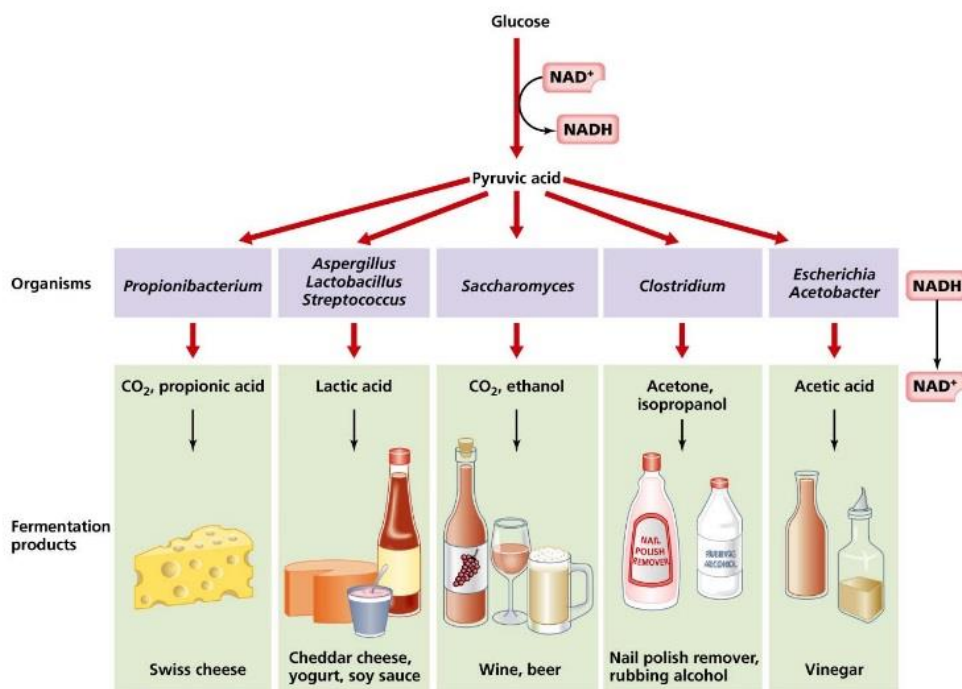 Glucose
NAD⁺
NADH
Pyruvic acid
Organisms
Propionibacterium
Aspergillus
Lactobacillus
Streptococcus
Saccharomyces
Clostridium
Escherichia
Acetobacter
NADH
NAD⁺
CO₂, propionic acid
Lactic acid
CO₂, ethanol
Acetone,
isopropanol
Acetic acid
Fermentation
products
NAIL
POLISH
REMOVER
RUBBING
ALCOHOL
Swiss cheese
Cheddar cheese,
yogurt, soy sauce
Wine, beer
Nail polish remover,
rubbing alcohol
Vinegar